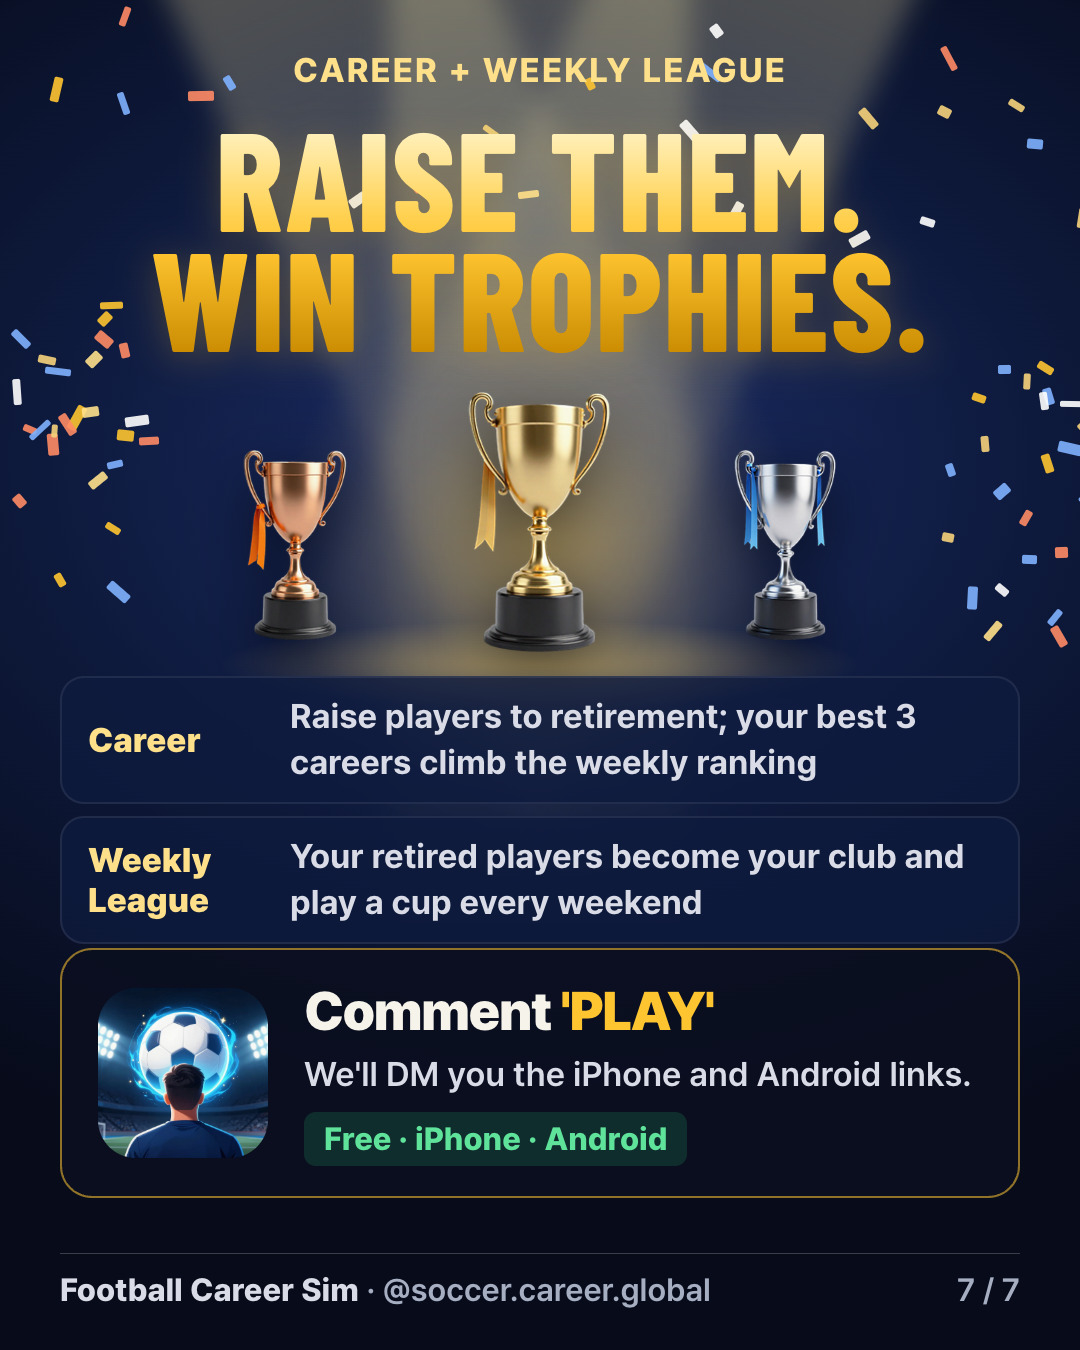 CAREER + WEEKLY LEAGUE
RAISE THEM.
WIN TROPHIES.
Career
Raise players to retirement; your best 3
careers climb the weekly ranking
Weekly
League
Your retired players become your club and
play a cup every weekend
Comment 'PLAY'
We'll DM you the iPhone and Android links.
Free · iPhone · Android
Football Career Sim · @soccer.career.global
7 / 7